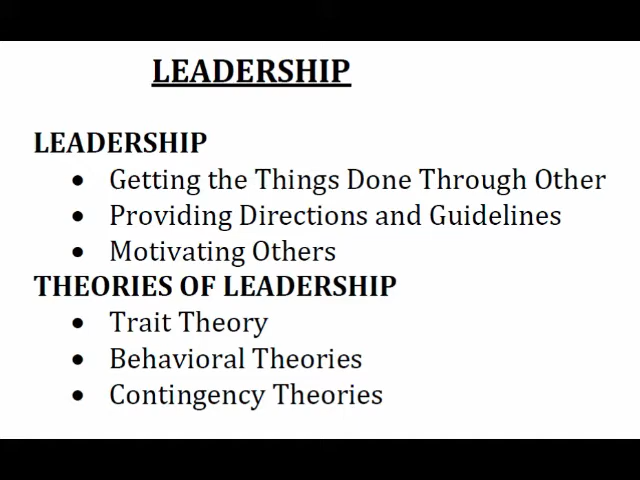 LEADERSHIP
LEADERSHIP
• Getting the Things Done Through Other
• Providing Directions and Guidelines
• Motivating Others
THEORIES OF LEADERSHIP
• Trait Theory
• Behavioral Theories
• Contingency Theories